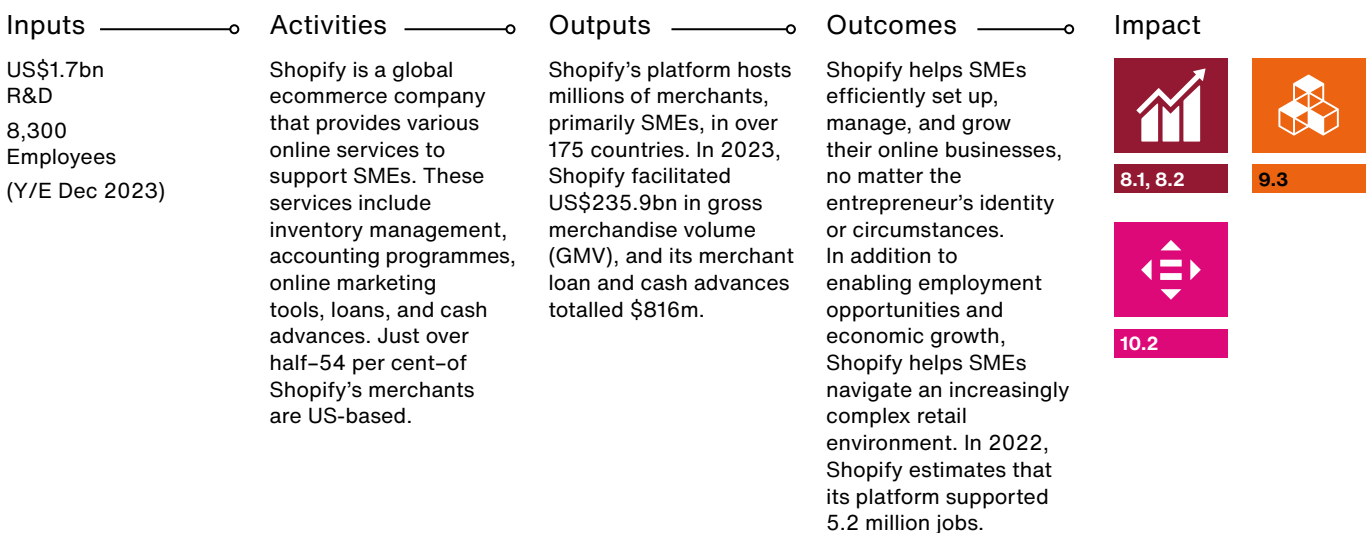 Inputs
US$1.7bn
R&D
8,300
Employees
(Y/E Dec 2023)
Activities
Shopify is a global
ecommerce company
that provides various
online services to
support SMEs. These
services include
inventory management,
accounting programmes,
online marketing
tools, loans, and cash
advances. Just over
half–54 per cent–of
Shopify’s merchants
are US-based.
Outputs
Shopify’s platform hosts
millions of merchants,
primarily SMEs, in over
175 countries. In 2023,
Shopify facilitated
US$235.9bn in gross
merchandise volume
(GMV), and its merchant
loan and cash advances
totalled $816m.
Outcomes
Shopify helps SMEs
efficiently set up,
manage, and grow
their online businesses,
no matter the
entrepreneur’s identity
or circumstances.
In addition to
enabling employment
opportunities and
economic growth,
Shopify helps SMEs
navigate an increasingly
complex retail
environment. In 2022,
Shopify estimates that
its platform supported
5.2 million jobs.
Impact
8.1, 8.2
9.3
10.2